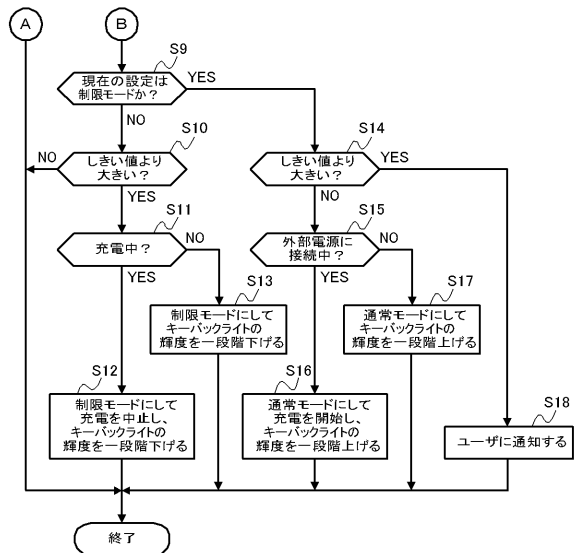 A
B
S9
現在の設定は
制限モードか？
YES
NO
S10
しきい値より
大きい？
NO
YES
S14
しきい値より
大きい？
YES
NO
S11
充電中？
NO
YES
S15
外部電源に
接続中？
NO
YES
S13
制限モードにして
キーバックライトの
輝度を一段階下げる
S17
通常モードにして
キーバックライトの
輝度を一段階上げる
S12
制限モードにして
充電を中止し、
キーバックライトの
輝度を一段階下げる
S16
通常モードにして
充電を開始し、
キーバックライトの
輝度を一段階上げる
S18
ユーザに通知する
終了